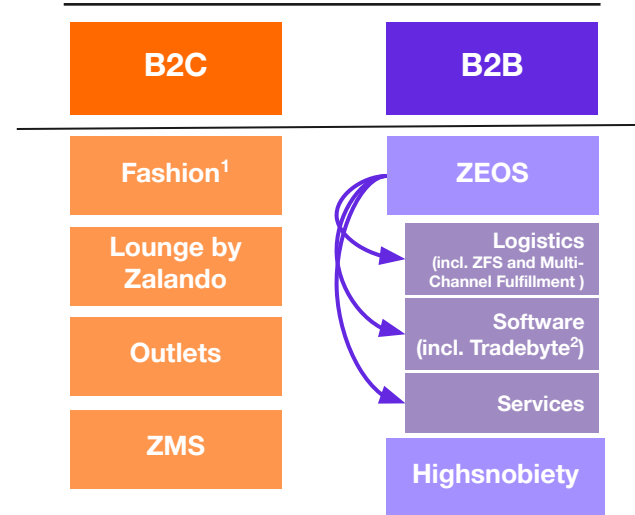 B2C
B2B
Fashion¹
Lounge by
Zalando
Outlets
ZMS
ZEOS
Logistics
(incl. ZFS and Multi-
Channel Fulfillment )
Software
(incl. Tradebyte²)
Services
Highsnobiety